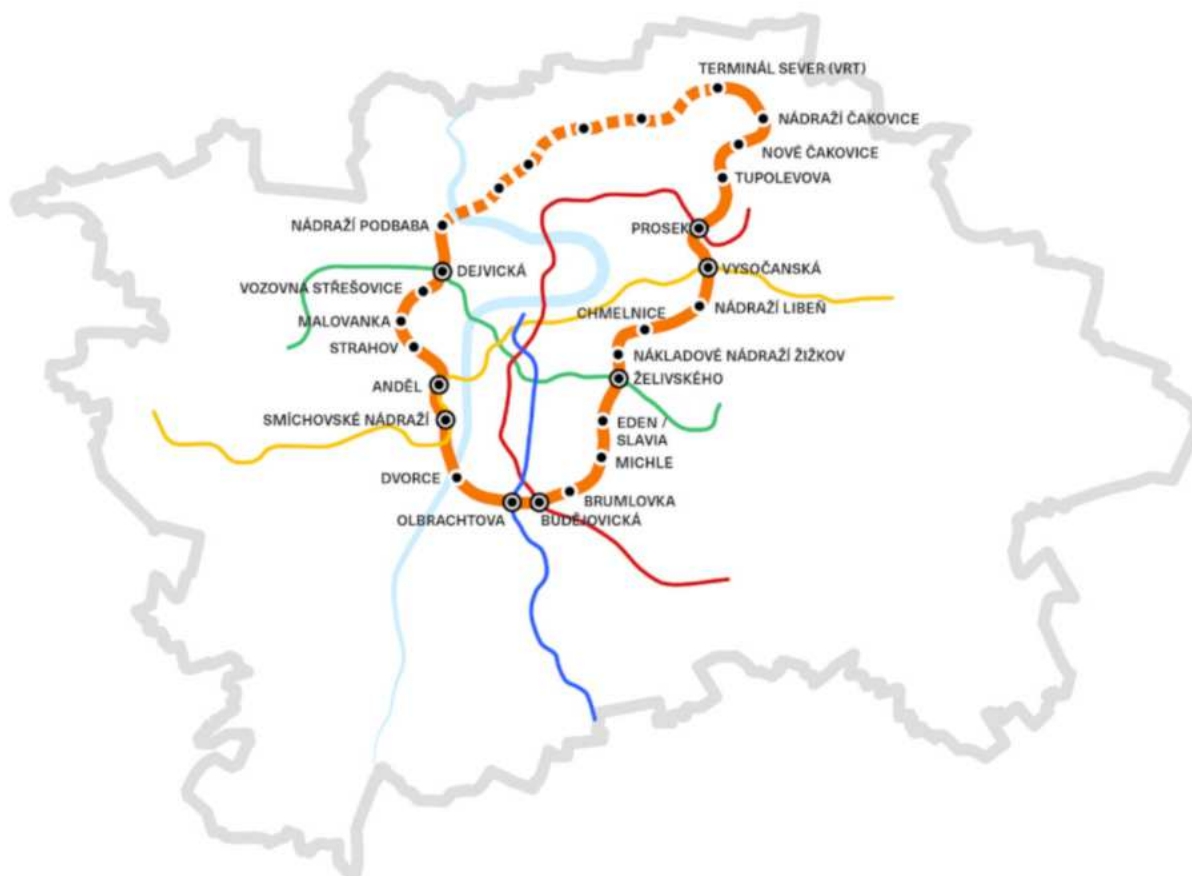 TERMINÁL SEVER (VRT)
NÁDRAŽÍ ČAKOVICE
NOVÉ ČAKOVICE
TUPOLEVOVA
NÁDRAŽÍ PODBABA
PROSEK
DEJVICKÁ
VYSOČANSKÁ
VOZOVNA STŘEŠOVICE
NÁDRAŽÍ LIBEŇ
CHMELNICE
MALOVANKA
STRAHOV
NÁKLADOVÉ NÁDRAŽÍ ŽIŽKOV
ŽELIVSKÉHO
ANDĚL
SMÍCHOVSKÉ NÁDRAŽÍ
EDEN /
SLAVIA
MICHLE
DVORCE
BRUMLOVKA
OLBRACHTOVA
BUDĚJOVICKÁ